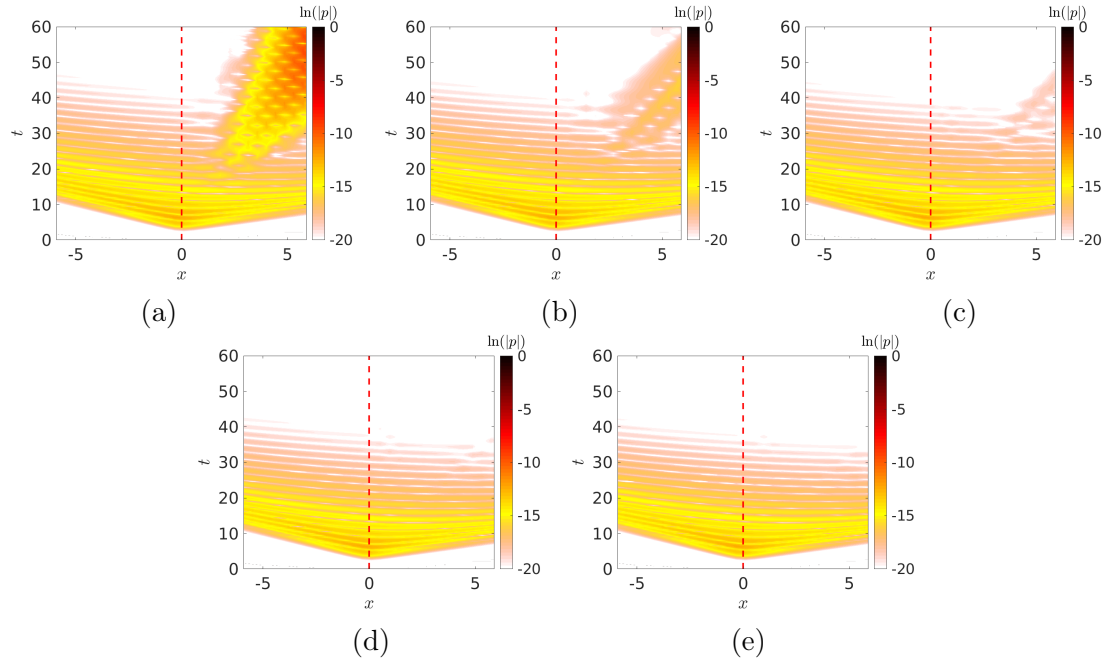 ln(|p|) ln(|p|) ln(|p|)
60 0 60 0 60 0
50 50 50
-5 -5 -5
40 40 40
t 30 -10 t 30 -10 t 30 -10
20 20 20
-15 -15 -15
10 10 10
0 -20 0 -20 0 -20
-5 0 5 -5 0 5 -5 0 5
x x x
(a) (b) (c)
ln(|p|) ln(|p|)
60 0 60 0
50 50
-5 -5
40 40
t 30 -10 t 30 -10
20 20
-15 -15
10 10
0 -20 0 -20
-5 0 5 -5 0 5
x x
(d) (e)